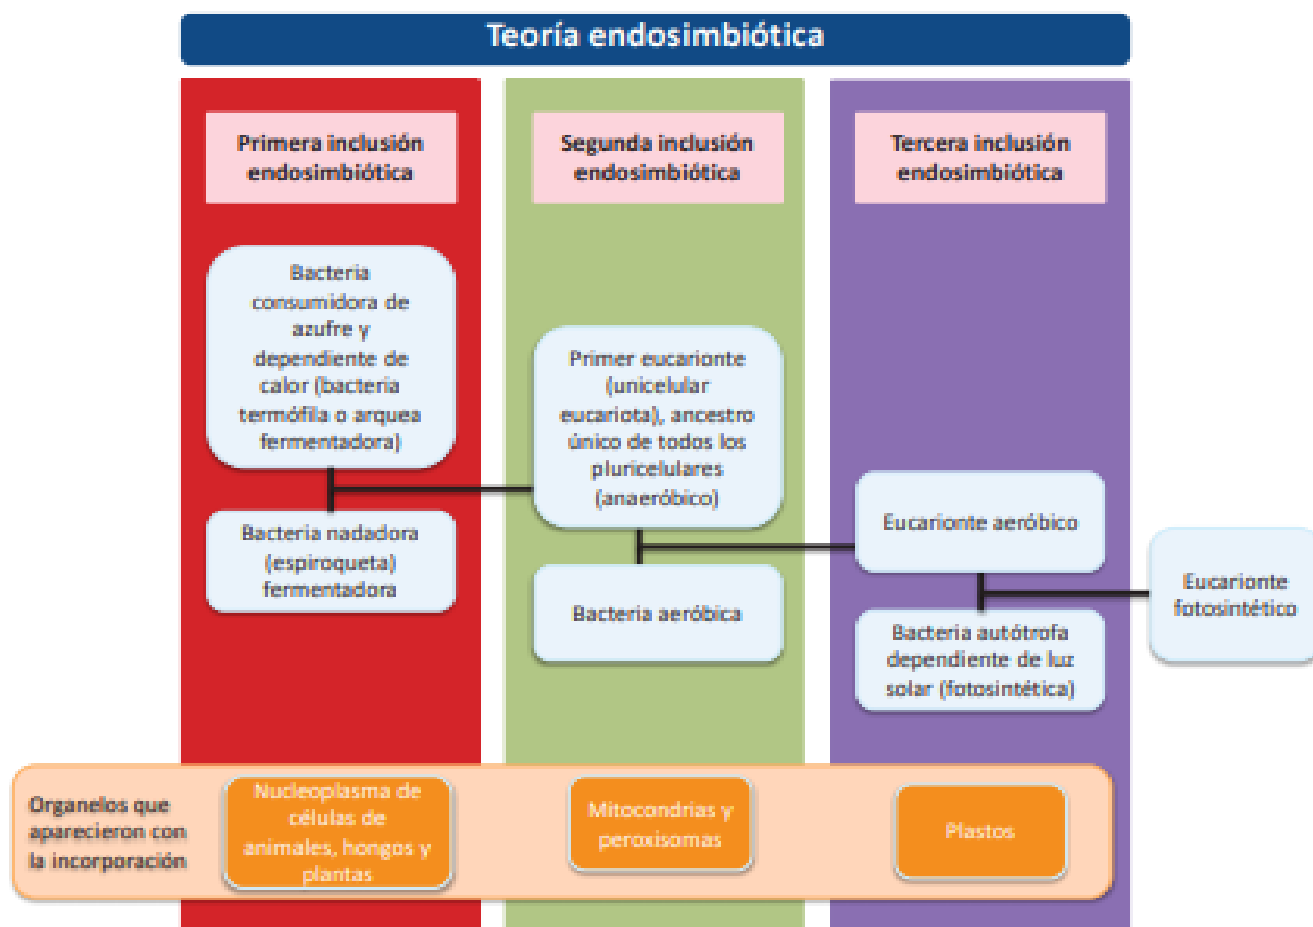 Teoría endosimbiótica
Primera inclusión
endosimbiótica
Segunda inclusión
endosimbiótica
Tercera inclusión
endosimbiótica
Bacteria
consumidora de
azufre y
dependiente de
calor (bacteria
termófila o arquea
fermentadora)
Bacteria nadadora
(espiroqueta)
fermentadora
Primer eucarionte
(unicelular
eucariota), ancestro
único de todos los
pluricelulares
(anaeróbico)
Bacteria aeróbica
Eucarionte aeróbico
Bacteria autótrofa
dependiente de luz
solar (fotosintética)
Eucarionte
fotosintético
Organelos que
aparecieron con
la incorporación
Nucleoplasma de
células de
animales, hongos y
plantas
Mitocondrias y
peroxisomas
Plastos